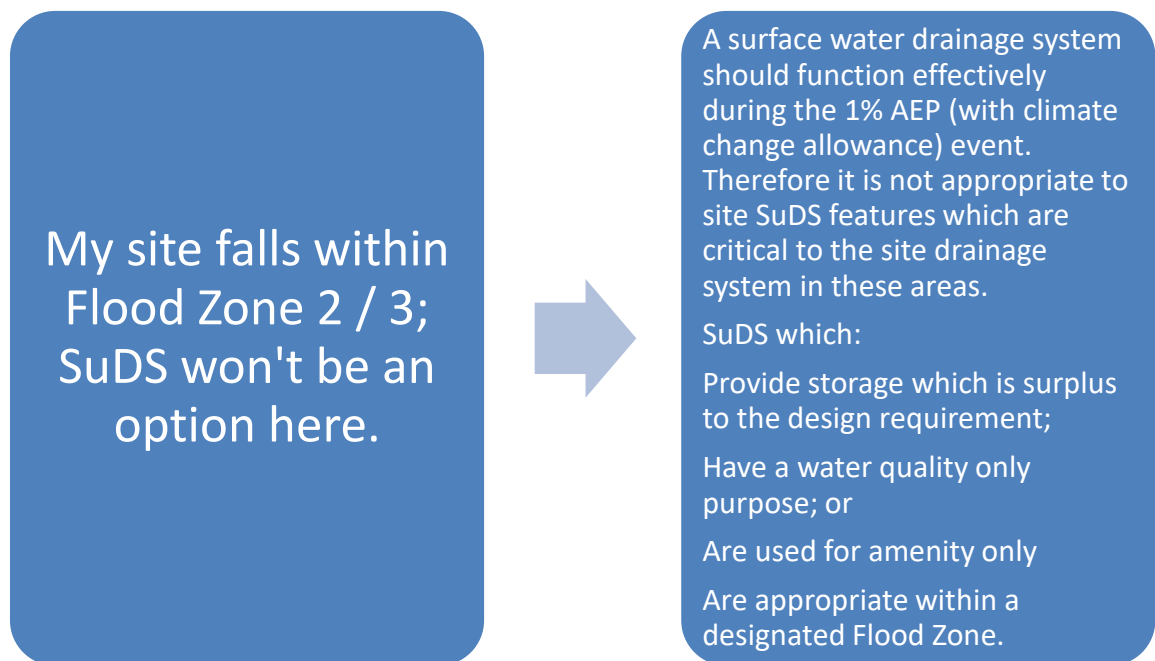 My site falls within
Flood Zone 2 / 3;
SuDS won't be an
option here.
A surface water drainage system
should function effectively
during the 1% AEP (with climate
change allowance) event.
Therefore it is not appropriate to
site SuDS features which are
critical to the site drainage
system in these areas.
SuDS which:
Provide storage which is surplus
to the design requirement;
Have a water quality only
purpose; or
Are used for amenity only
Are appropriate within a
designated Flood Zone.